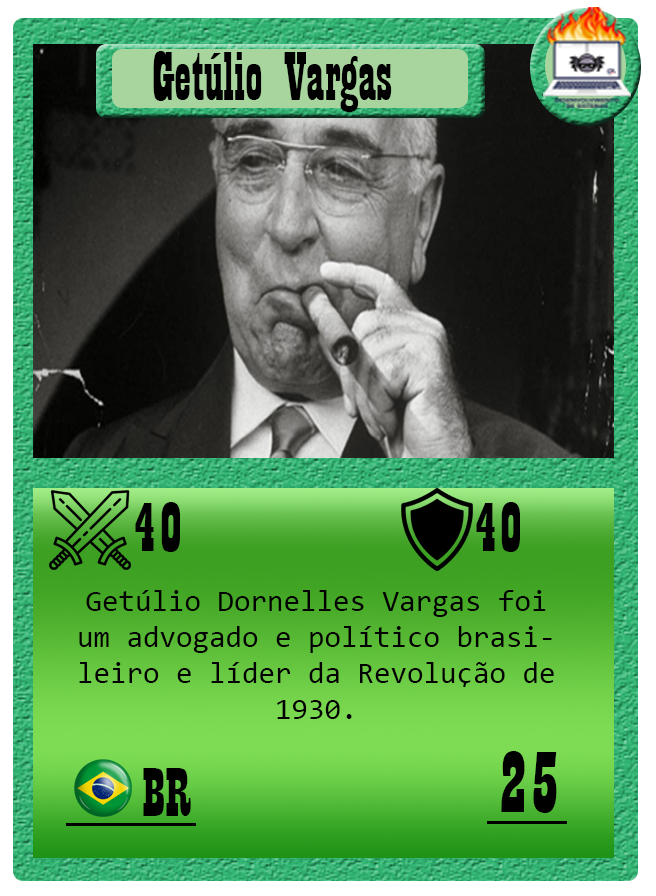 Getúlio Vargas
40
40
Getúlio Dornelles Vargas foi
um advogado e político brasi-
leiro e líder da Revolução de
1930.
BR
25